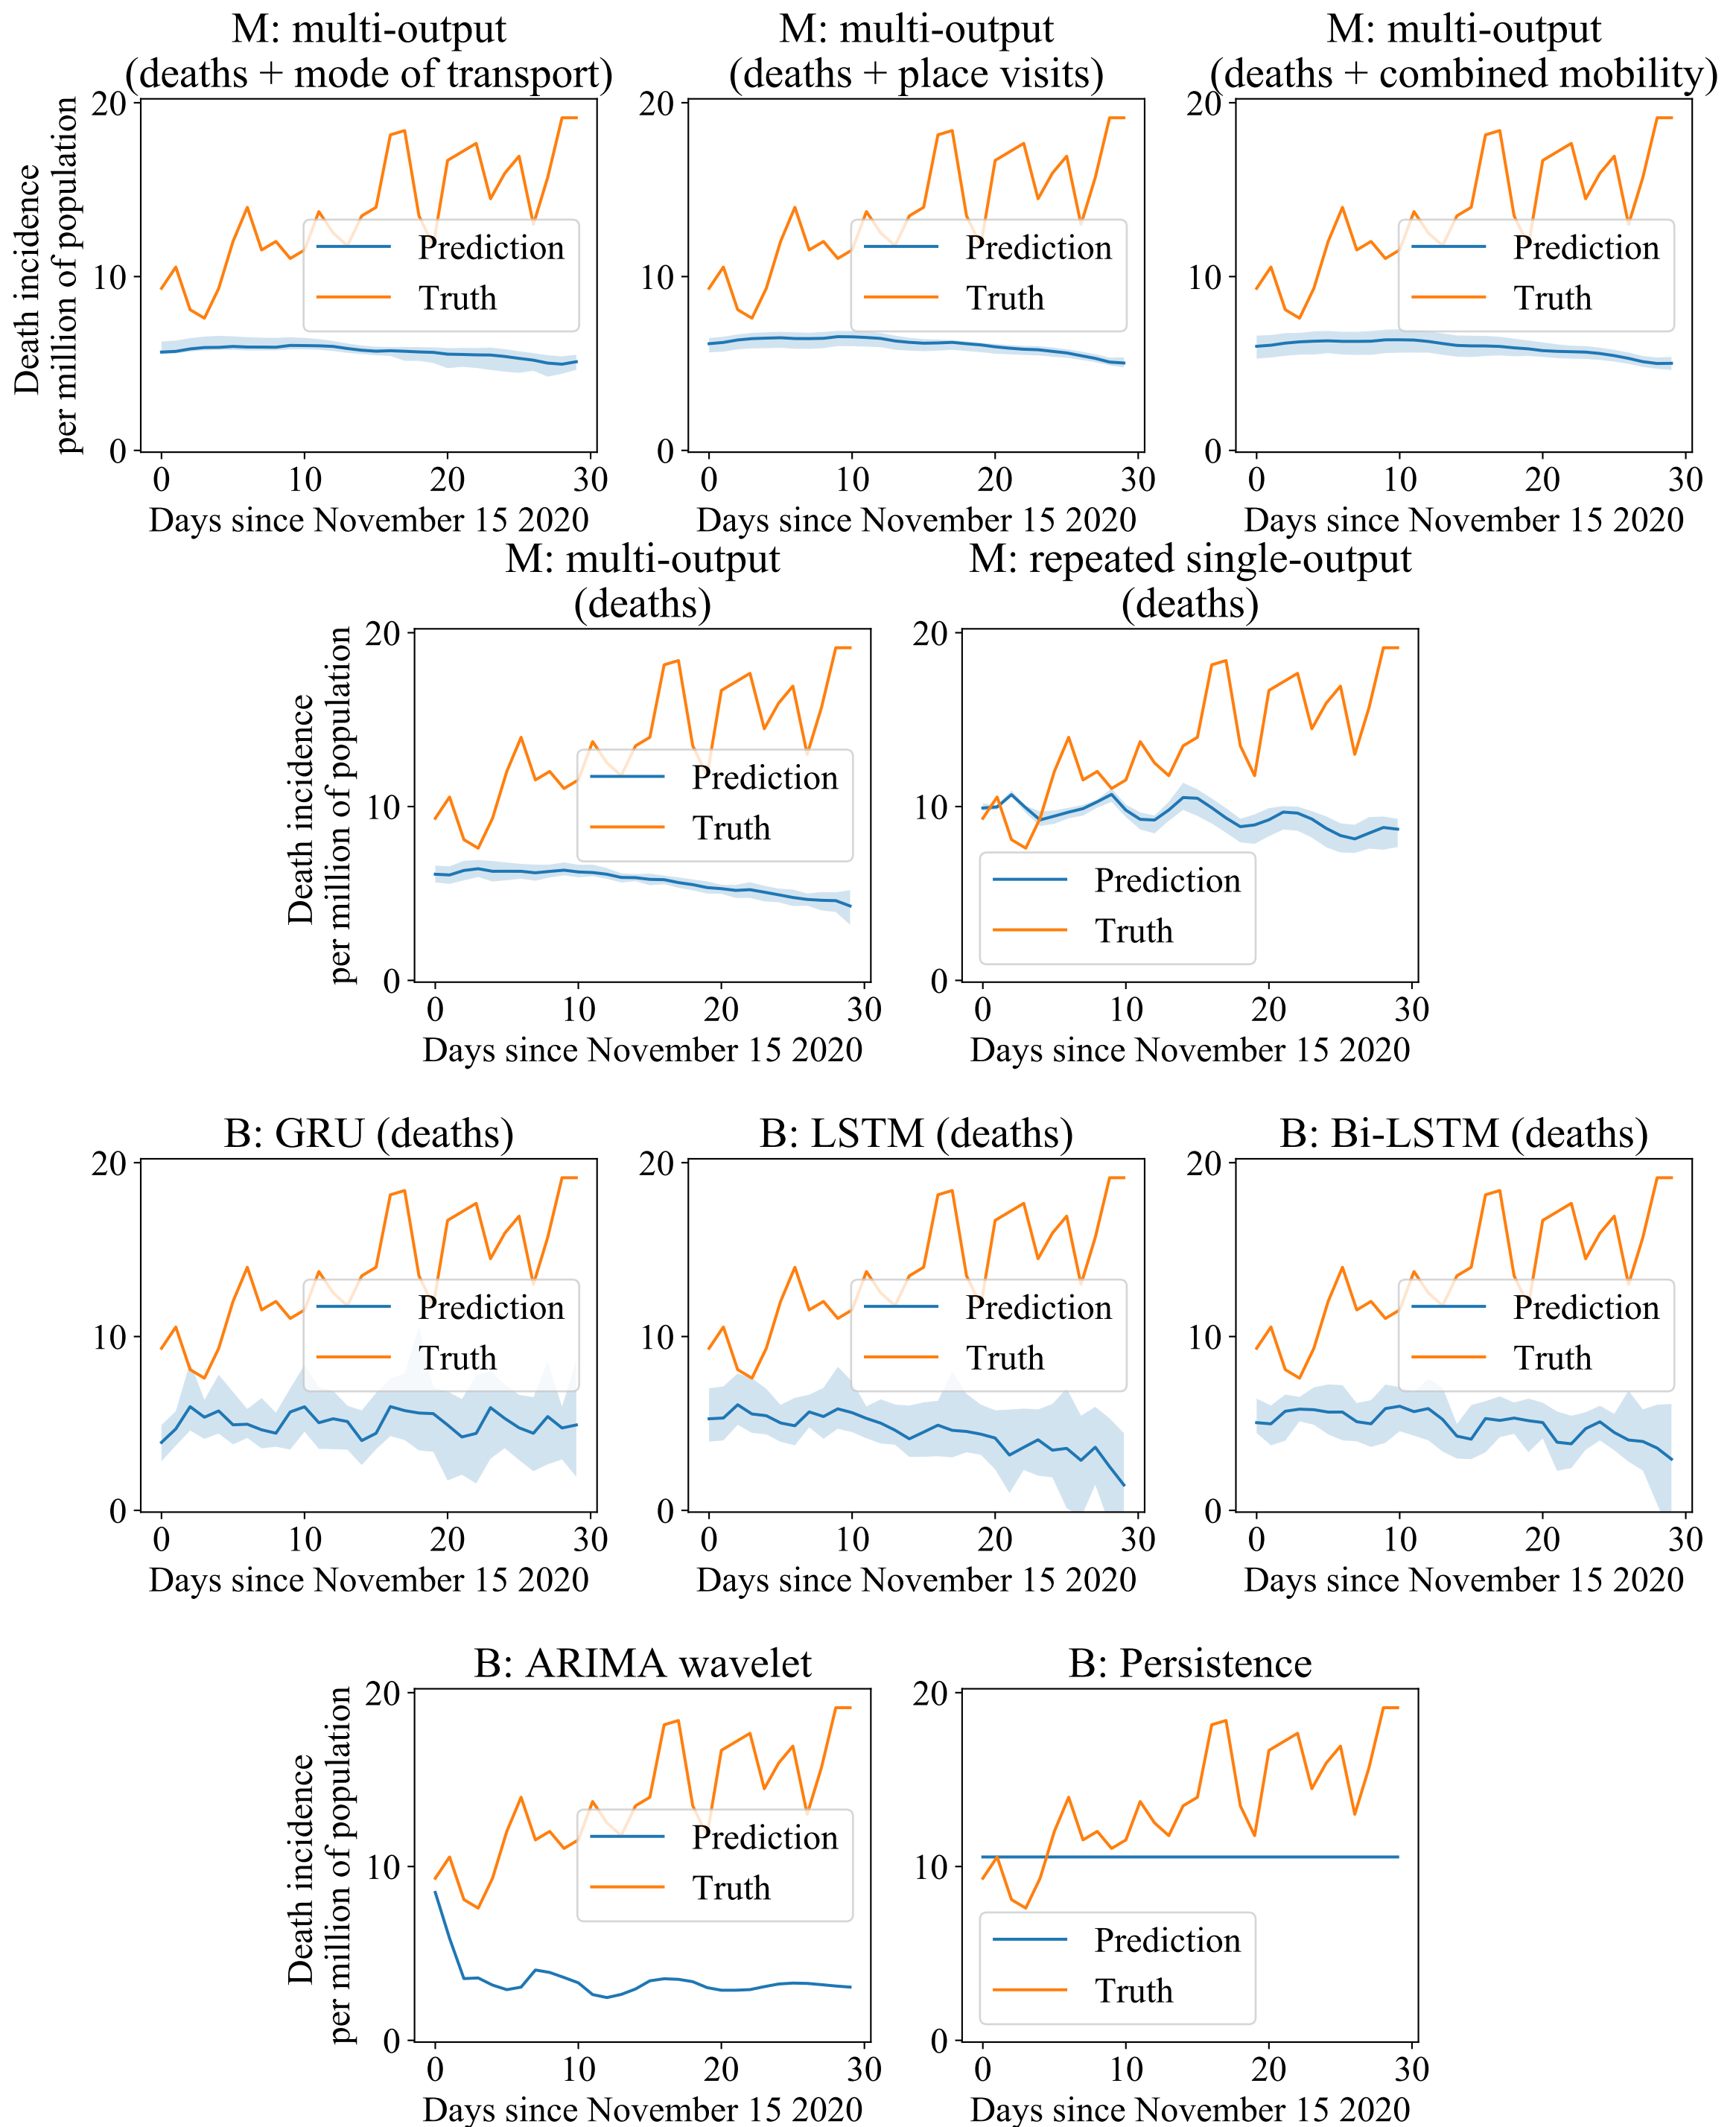 M: multi-output
(deaths + mode of transport)
M: multi-output
(deaths + place visits)
M: multi-output
(deaths + combined mobility)
Death incidence
per million of population
20
10
0
Prediction
Truth
0 10 20 30
Days since November 15 2020
20
10
0
Prediction
Truth
0 10 20 30
Days since November 15 2020
20
10
0
Prediction
Truth
0 10 20 30
Days since November 15 2020
M: multi-output
(deaths)
M: repeated single-output
(deaths)
Death incidence
per million of population
20
10
0
Prediction
Truth
0 10 20 30
Days since November 15 2020
20
10
0
Prediction
Truth
0 10 20 30
Days since November 15 2020
B: GRU (deaths)
B: LSTM (deaths)
B: Bi-LSTM (deaths)
20
10
0
Prediction
Truth
0 10 20 30
Days since November 15 2020
20
10
0
Prediction
Truth
0 10 20 30
Days since November 15 2020
20
10
0
Prediction
Truth
0 10 20 30
Days since November 15 2020
B: ARIMA wavelet
B: Persistence
Death incidence
per million of population
20
10
0
Prediction
Truth
0 10 20 30
Days since November 15 2020
20
10
0
Prediction
Truth
0 10 20 30
Days since November 15 2020